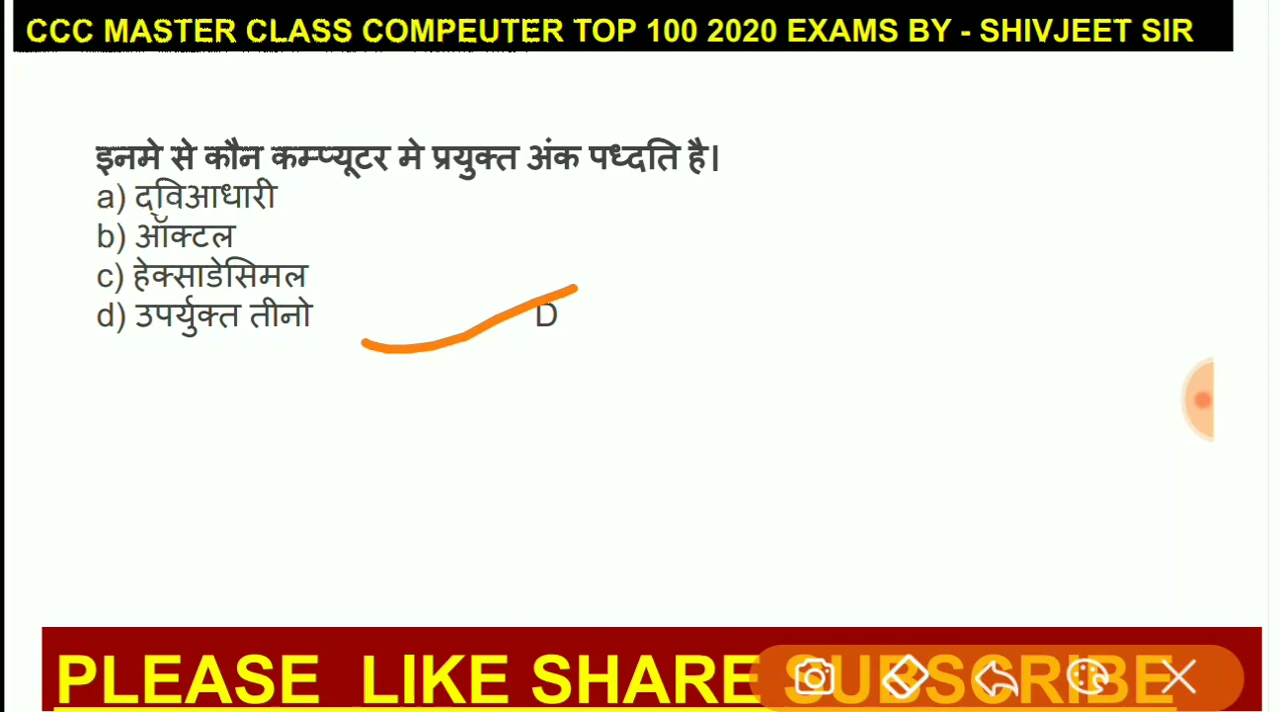 CCC MASTER CLASS COMPEUTER TOP 100 2020 EXAMS BY - SHIVJEET SIR
इनमे से कौन कम्प्यूटर मे प्रयुक्त अंक पध्दति है।
a) द्विआधारी
b) ऑक्टल
c) हेक्साडेसिमल
d) उपर्युक्त तीनो D
PLEASE LIKE SHARE SUBSCRIBE